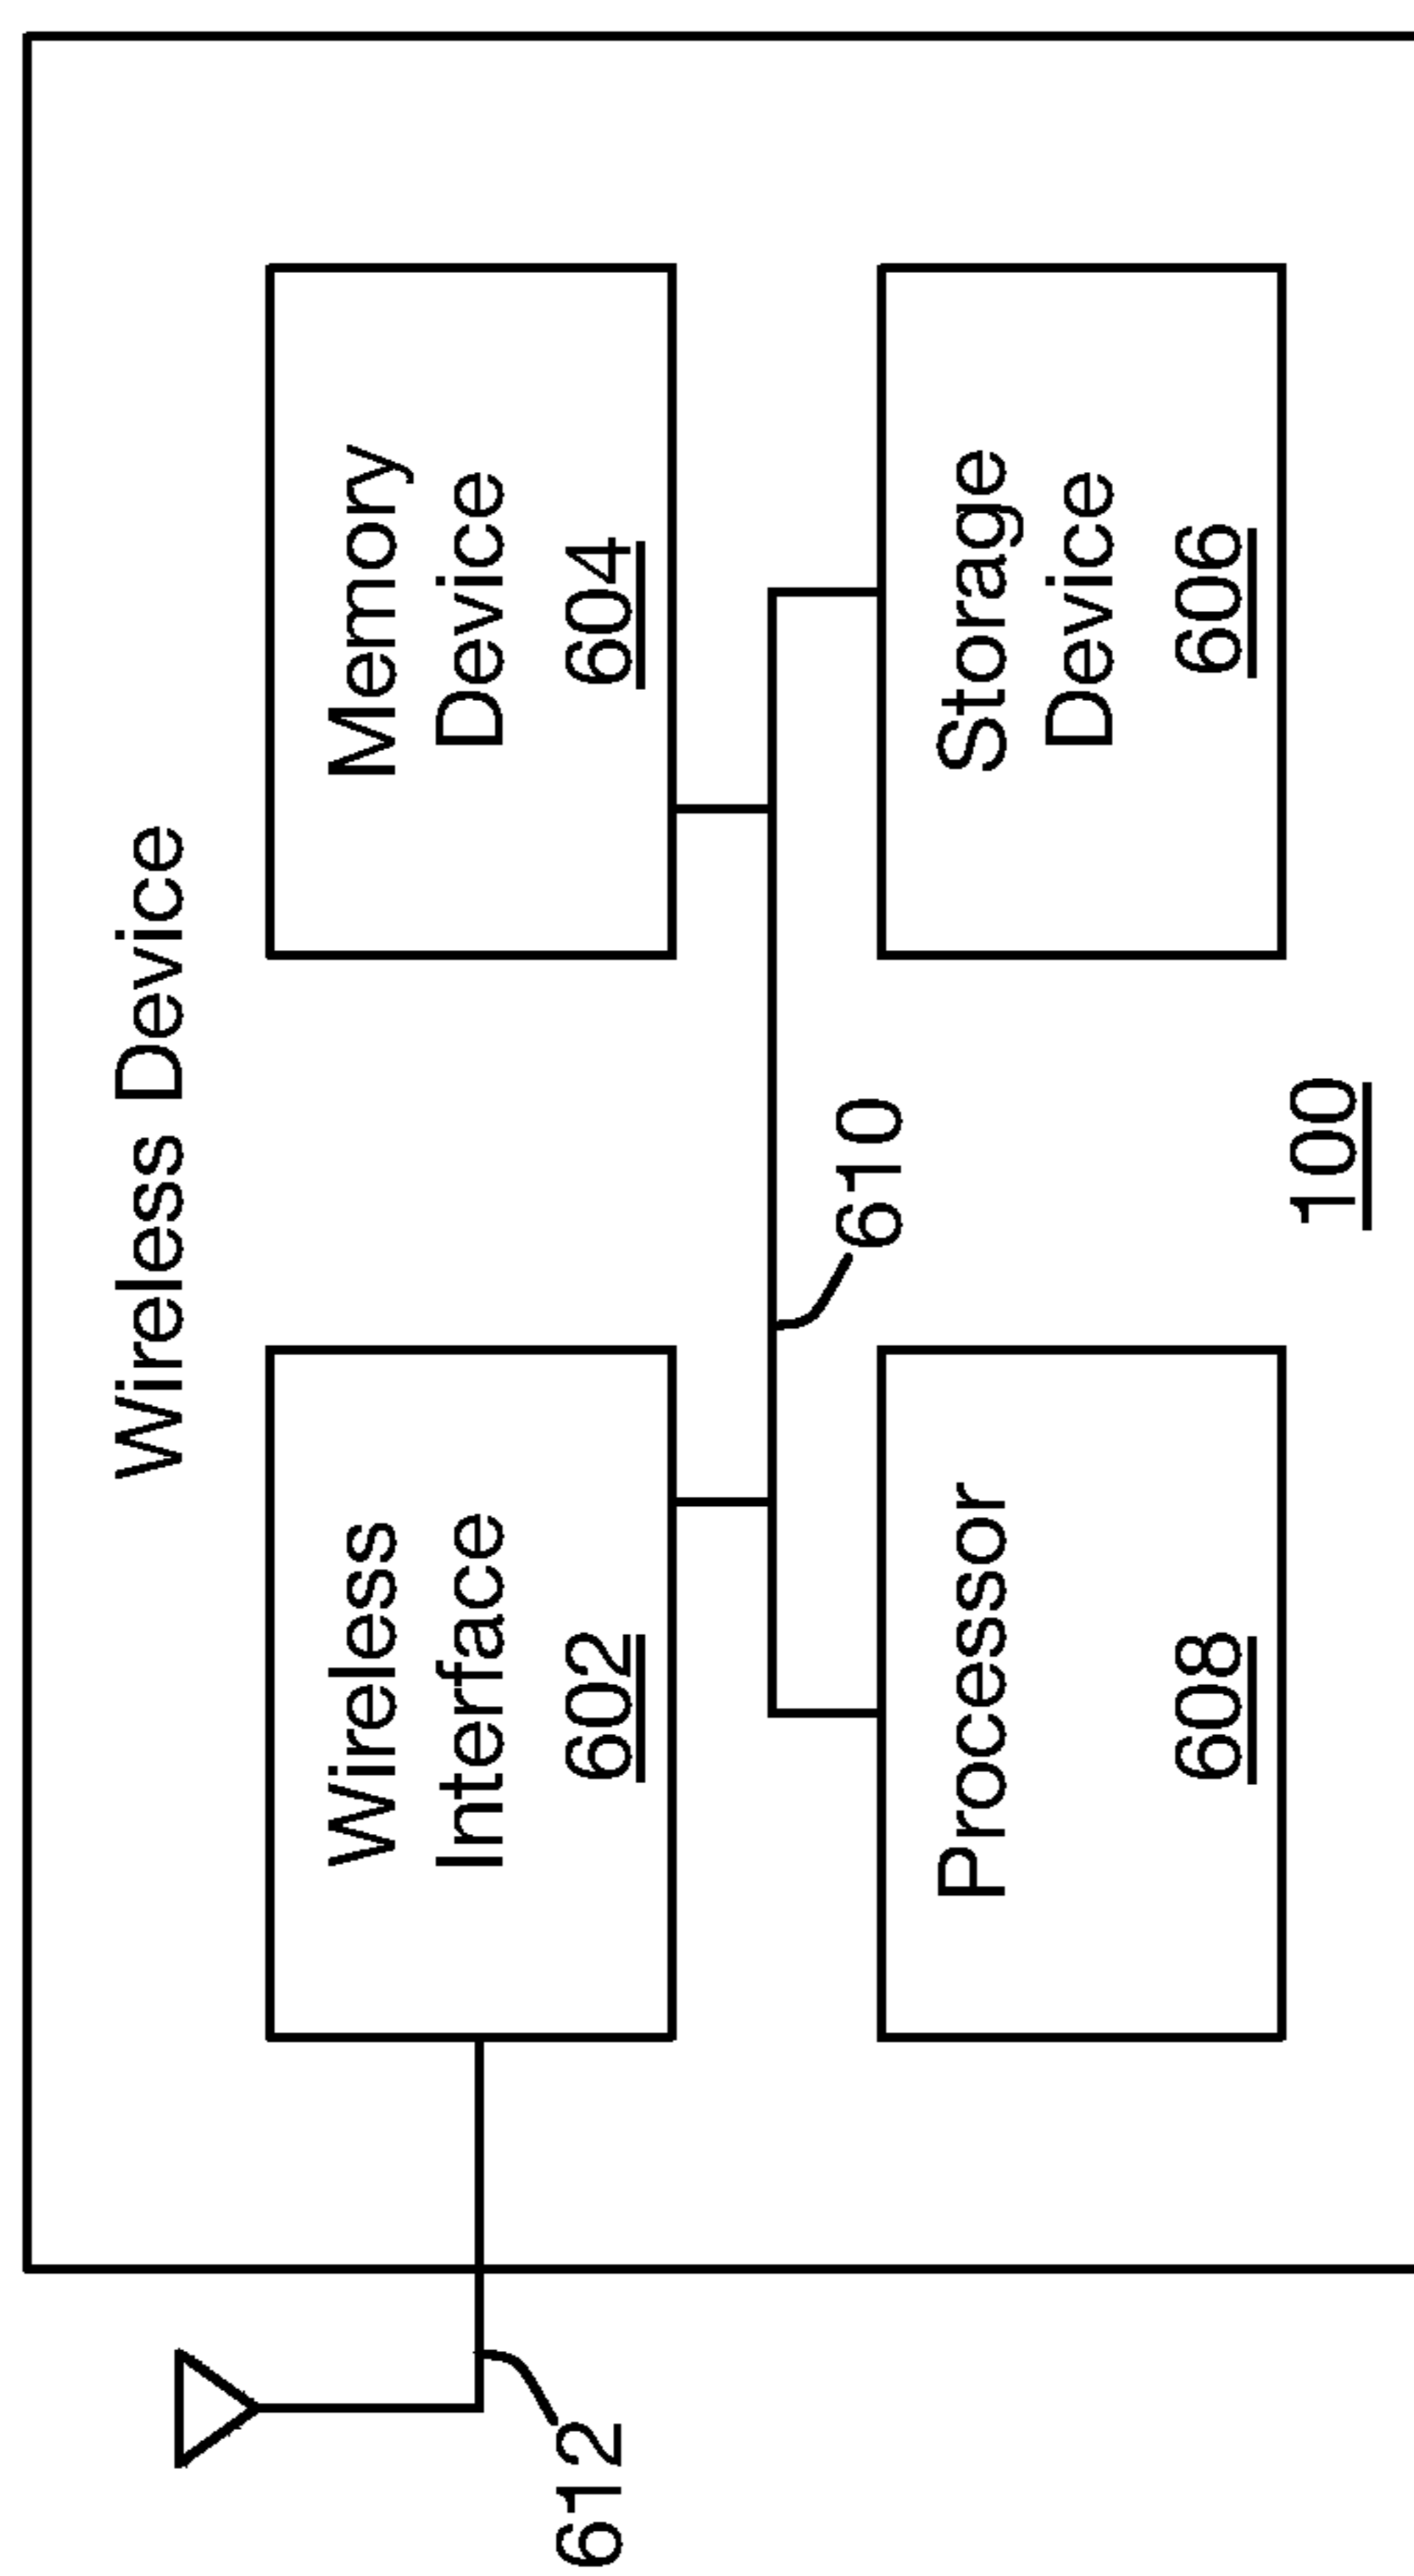 Wireless Device
Wireless
Interface
602
Memory
Device
604
610
Processor
608
Storage
Device
606
612
100